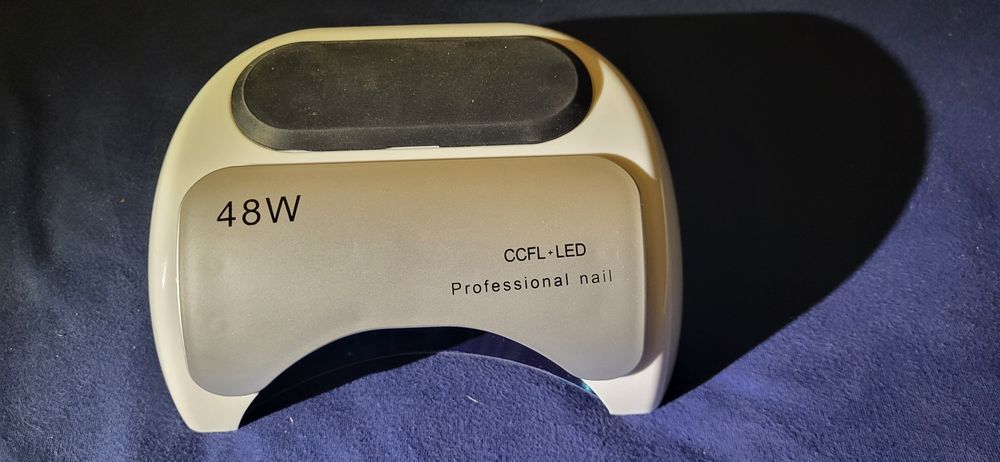 48W
CCFL+LED
Professional nail